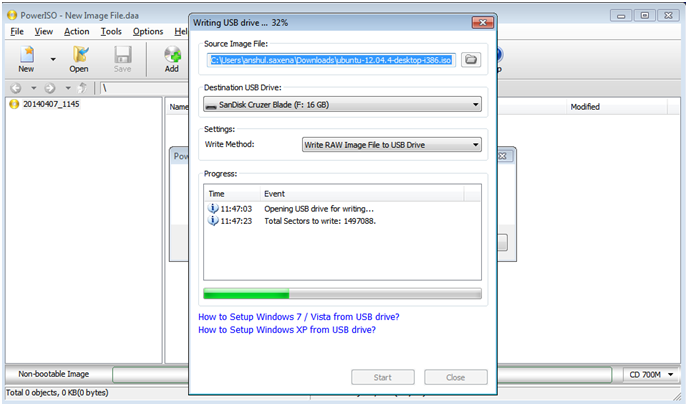 PowerISO - New Image File.daa
File View Action Tools Options
New
Open
Save
Add
\
20140407_1145
Modified
Writing USB drive ... 32%
Source Image File:
C:\Users\anshul.saxena\Downloads\ubuntu-12.04.4-desktop-i386.iso
Destination USB Drive:
SanDisk Cruzer Blade (F: 16 GB)
Settings:
Write Method:
Write RAW Image File to USB Drive
Progress:
Time Event
11:47:03 Opening USB drive for writing...
11:47:23 Total Sectors to write: 1497088.
How to Setup Windows 7 / Vista from USB drive?
How to Setup Windows XP from USB drive?
Start
Close
Non-bootable Image
CD 700M
Total 0 objects, 0 KB(0 bytes)